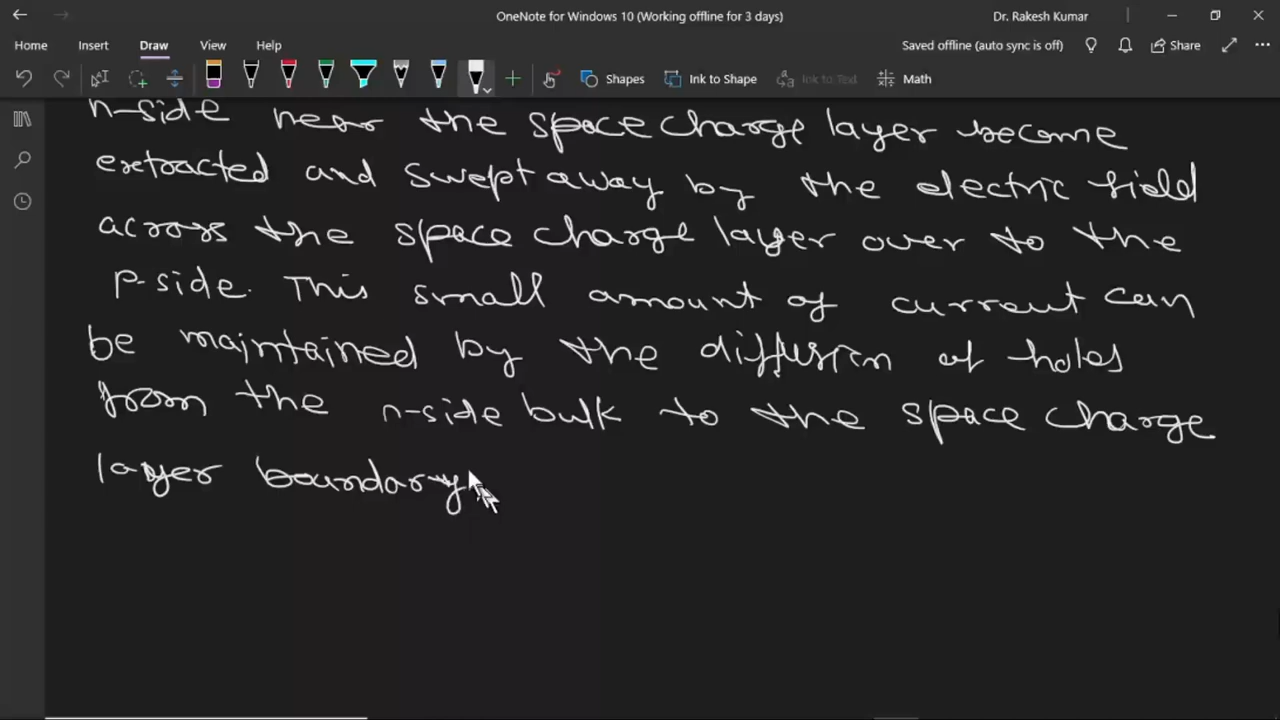 OneNote for Windows 10 (Working offline for 3 days)
Dr. Rakesh Kumar
Home Insert Draw View Help
Saved offline (auto sync is off)
Share
Shapes
Ink to Shape
Ink to Text
Math
n-side near the space charge layer become
extracted and swept away by the electric field
across the space charge layer over to the
p-side. This small amount of current can
be maintained by the diffusion of holes
from the n-side bulk to the space charge
layer boundary